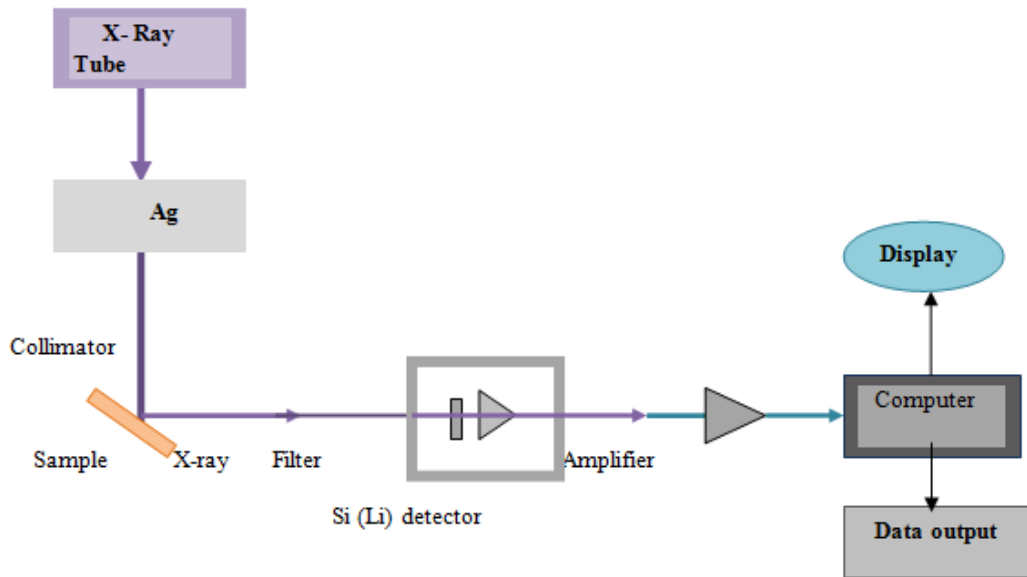 X- Ray
Tube
Ag
Display
Collimator
Computer
Sample
X-ray
Filter
Amplifier
Si (Li) detector
Data output